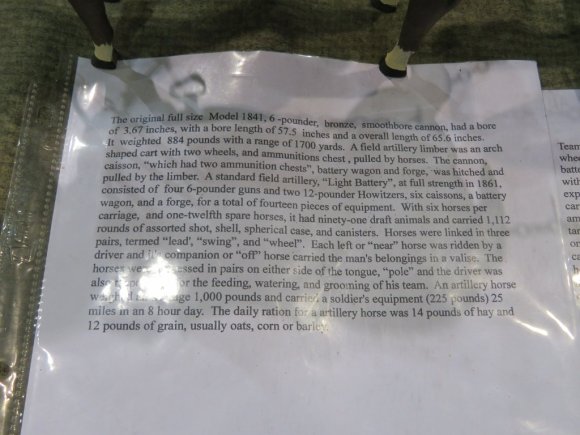 The original full size Model 1841, 6 -pounder, bronze, smoothbore cannon, had a bore
of 3.67 inches, with a bore length of 57.5 inches and a overall length of 65.6 inches.
It weighted 884 pounds with a range of 1700 yards. A field artillery limber was an arch
shaped cart with two wheels, and ammunitions chest , pulled by horses. The cannon,
caisson, "which had two ammunition chests", battery wagon and forge, was hitched and
pulled by the limber. A standard field artillery, "Light Battery", at full strength in 1861,
consisted of four 6-pounder guns and two 12-pounder Howitzers, six caissons, a battery
wagon, and a forge, for a total of fourteen pieces of equipment. With six horses per
carriage, and one-twelfth spare horses, it had ninety-one draft animals and carried 1,112
rounds of assorted shot, shell, spherical case, and canisters. Horses were linked in three
pairs, termed "lead', "swing", and "wheel". Each left or "near" horse was ridden by a
driver and companion or "off" horse carried the man's belongings in a valise. The
horses in pairs on either side of the tongue, "pole" and the driver was
also for the feeding, watering, and grooming of his team. An artillery horse
1,000 pounds and carried a soldier's equipment (225 pounds) 25
miles in an 8 hour day. The daily ration for a artillery horse was 14 pounds of hay and
12 pounds of grain, usually oats, corn or barley.
Team
whe
batte
with
exp
car
am
tar
or
ca